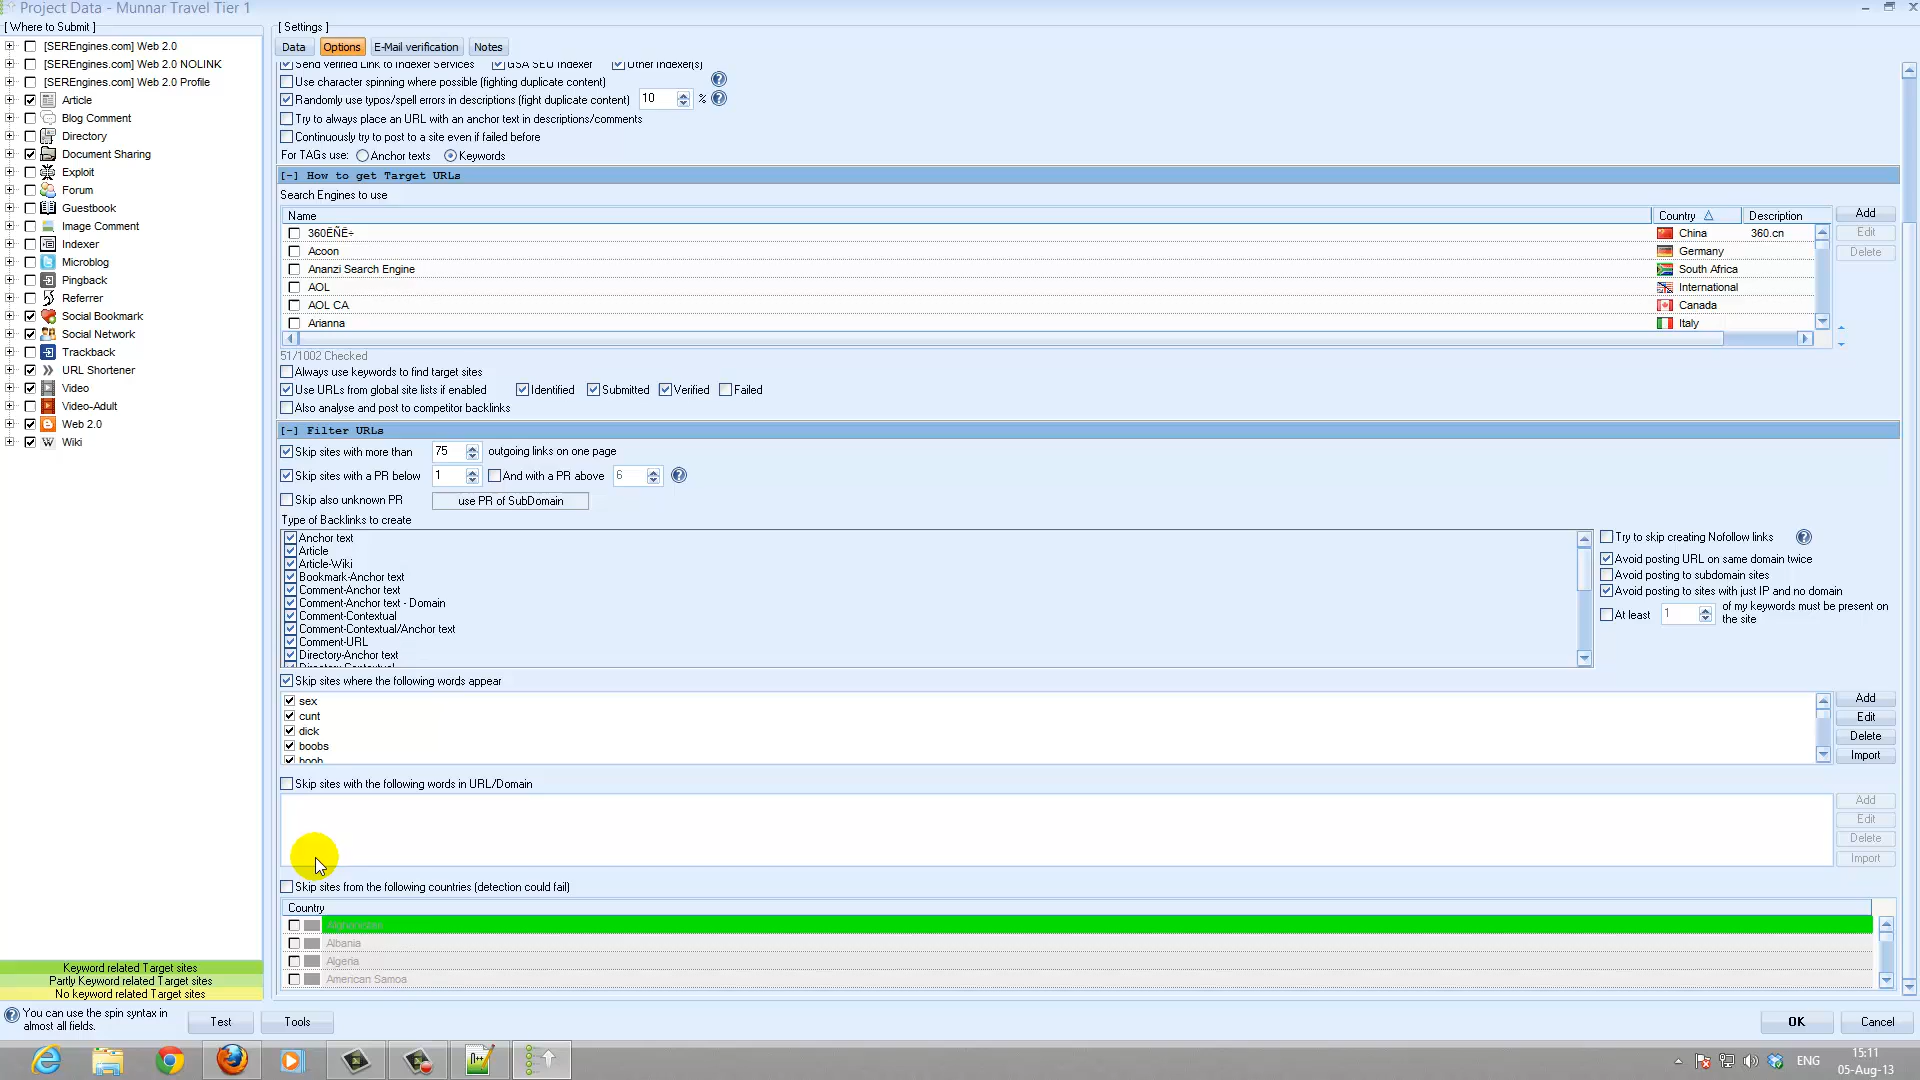 Project Data - Munnar Travel Tier 1
[ Where to Submit ]
[SEREngines.com] Web 2.0
[SEREngines.com] Web 2.0 NOLINK
[SEREngines.com] Web 2.0 Profile
Article
Blog Comment
Directory
Document Sharing
Exploit
Forum
Guestbook
Image Comment
Indexer
Microblog
Pingback
Referrer
Social Bookmark
Social Network
Trackback
URL Shortener
Video
Video-Adult
Web 2.0
Wiki
Keyword related Target sites
Partly Keyword related Target sites
No keyword related Target sites
You can use the spin syntax in
almost all fields.
Test
Tools
[ Settings ]
Data Options E-Mail verification Notes
Send verified Link to Indexer Services GSA SEO Indexer Other Indexer(s)
Use character spinning where possible (fighting duplicate content)
Randomly use typos/spell errors in descriptions (fight duplicate content) 10 %
Try to always place an URL with an anchor text in descriptions/comments
Continuously try to post to a site even if failed before
For TAGs use: Anchor texts Keywords
[-] How to get Target URLs
Search Engines to use
Name Country Description
360ËÑË÷ China 360.cn
Acoon Germany
Ananzi Search Engine South Africa
AOL International
AOL CA Canada
Arianna Italy
Add
Edit
Delete
51/1002 Checked
Always use keywords to find target sites
Use URLs from global site lists if enabled Identified Submitted Verified Failed
Also analyse and post to competitor backlinks
[-] Filter URLs
Skip sites with more than 75 outgoing links on one page
Skip sites with a PR below 1 And with a PR above 6
Skip also unknown PR use PR of SubDomain
Type of Backlinks to create
Anchor text
Article
Article-Wiki
Bookmark-Anchor text
Comment-Anchor text
Comment-Anchor text - Domain
Comment-Contextual
Comment-Contextual/Anchor text
Comment-URL
Directory-Anchor text
Directory-Contextual
Try to skip creating Nofollow links
Avoid posting URL on same domain twice
Avoid posting to subdomain sites
Avoid posting to sites with just IP and no domain
At least 1 of my keywords must be present on
the site
Skip sites where the following words appear
sex
cunt
dick
boobs
boob
Add
Edit
Delete
Import
Skip sites with the following words in URL/Domain
Add
Edit
Delete
Import
Skip sites from the following countries (detection could fail)
Country
Afghanistan
Albania
Algeria
American Samoa
OK
Cancel
ENG
15:11
05-Aug-13